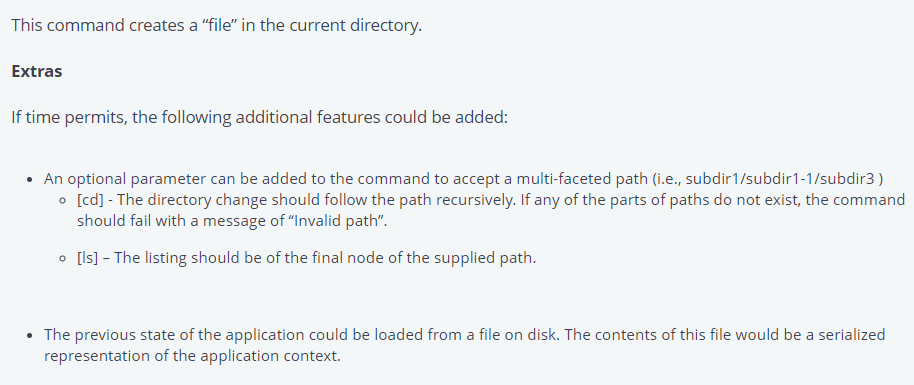 This command creates a “file” in the current directory.
Extras
If time permits, the following additional features could be added:
• An optional parameter can be added to the command to accept a multi-faceted path (i.e., subdir1/subdir1-1/subdir3 )
○ [cd] - The directory change should follow the path recursively. If any of the parts of paths do not exist, the command
should fail with a message of “Invalid path”.
○ [ls] – The listing should be of the final node of the supplied path.
• The previous state of the application could be loaded from a file on disk. The contents of this file would be a serialized
representation of the application context.